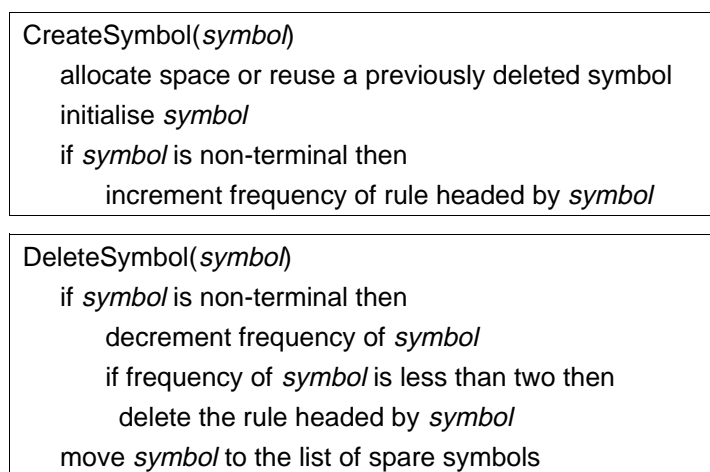 CreateSymbol(symbol)
allocate space or reuse a previously deleted symbol
initialise symbol
if symbol is non-terminal then
increment frequency of rule headed by symbol
DeleteSymbol(symbol)
if symbol is non-terminal then
decrement frequency of symbol
if frequency of symbol is less than two then
delete the rule headed by symbol
move symbol to the list of spare symbols